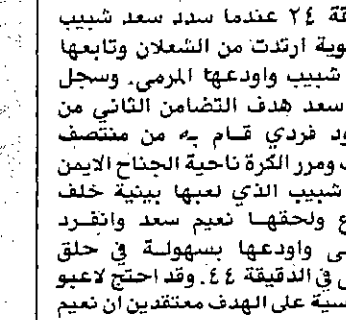 قة ٢٤ عندما سدد سعد شبيب
وية ارتدت من الشعلان وتابعها
شبيب واودعها المرمى. وسجل
سعد هدف التضامن الثاني من
ود فردي قام به من منتصف
ومرر الكرة ناحية الجناح الايمن
شبيب الذي لعبها بينية خلف
ع ولحقها نعيم سعد وانفرد
ى واودعها بسهولة في حلق
في الدقيقة ٤٤. وقد احتج لاعبو
سية على الهدف معتقدين ان نعيم